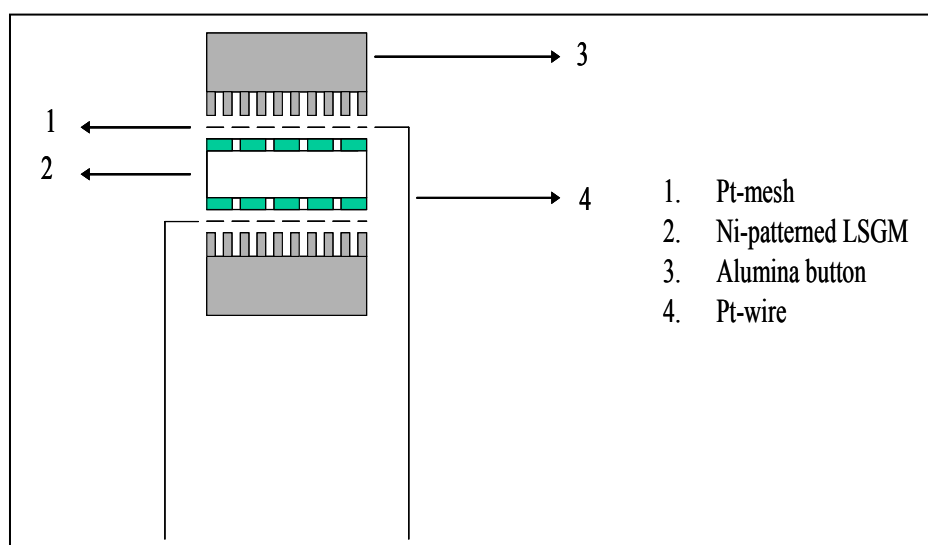 3
1
2
4
1. Pt-mesh
2. Ni-patterned LSGM
3. Alumina button
4. Pt-wire